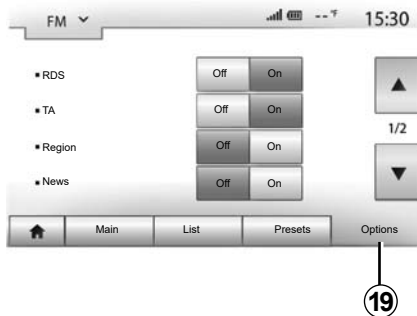 FM -- °F 15:30
RDS Off On
TA Off On
1/2
Region Off On
News Off On
Main List Presets Options
19